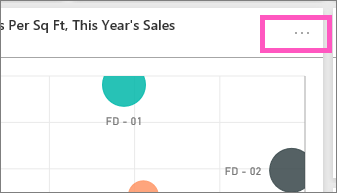 Per Sq Ft, This Year's Sales
FD - 01
FD - 02